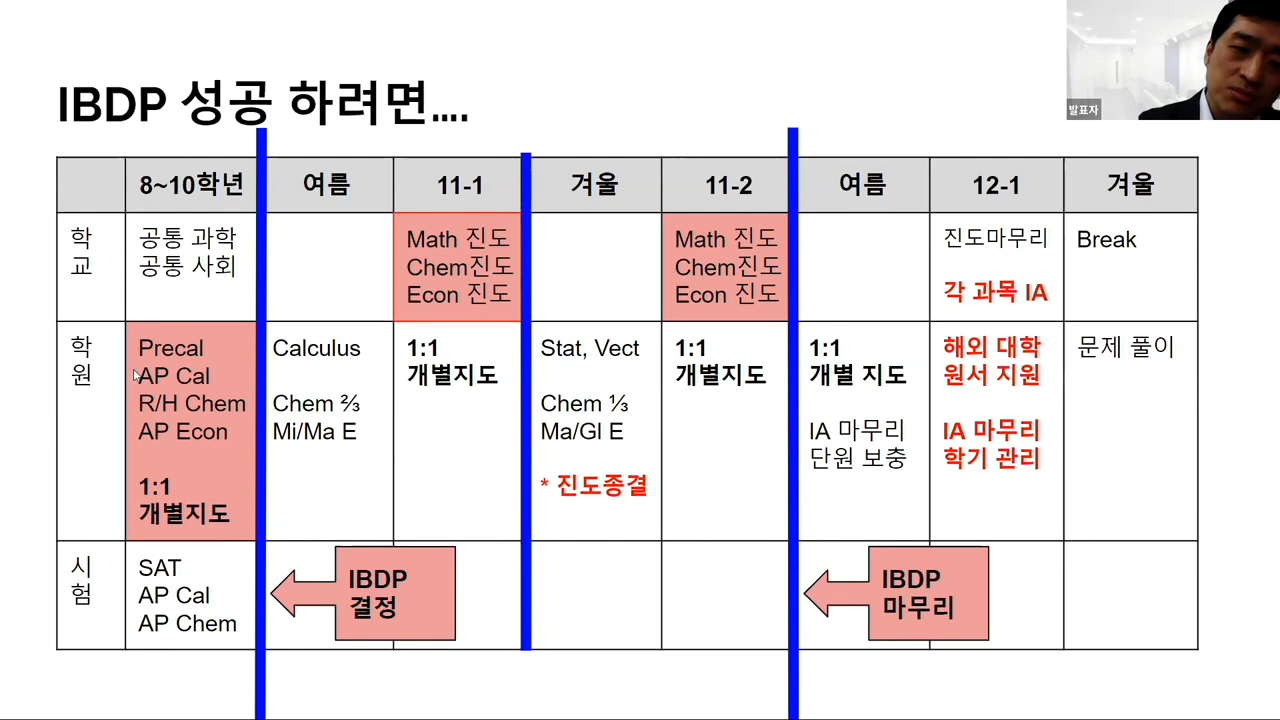 IBDP 성공 하려면....
발표자
8~10학년
여름
11-1
겨울
11-2
여름
12-1
겨울
학
교
공통 과학
공통 사회
Math 진도
Chem진도
Econ 진도
Math 진도
Chem진도
Econ 진도
진도마무리
각 과목 IA
Break
학
원
Precal
AP Cal
R/H Chem
AP Econ
1:1
개별지도
Calculus
Chem ⅔
Mi/Ma E
1:1
개별지도
Stat, Vect
Chem ⅓
Ma/Gl E
* 진도종결
1:1
개별지도
1:1
개별 지도
IA 마무리
단원 보충
해외 대학
원서 지원
IA 마무리
학기 관리
문제 풀이
시
험
SAT
AP Cal
AP Chem
IBDP
결정
IBDP
마무리